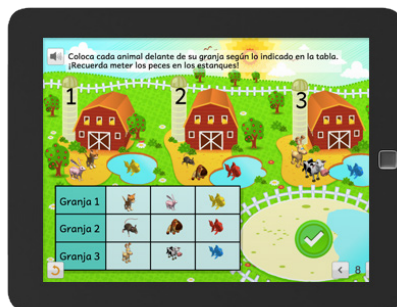 Coloca cada animal delante de su granja según lo indicado en la tabla.
¡Recuerda meter los peces en los estanques!
1
2
3
Granja 1
Granja 2
Granja 3
8